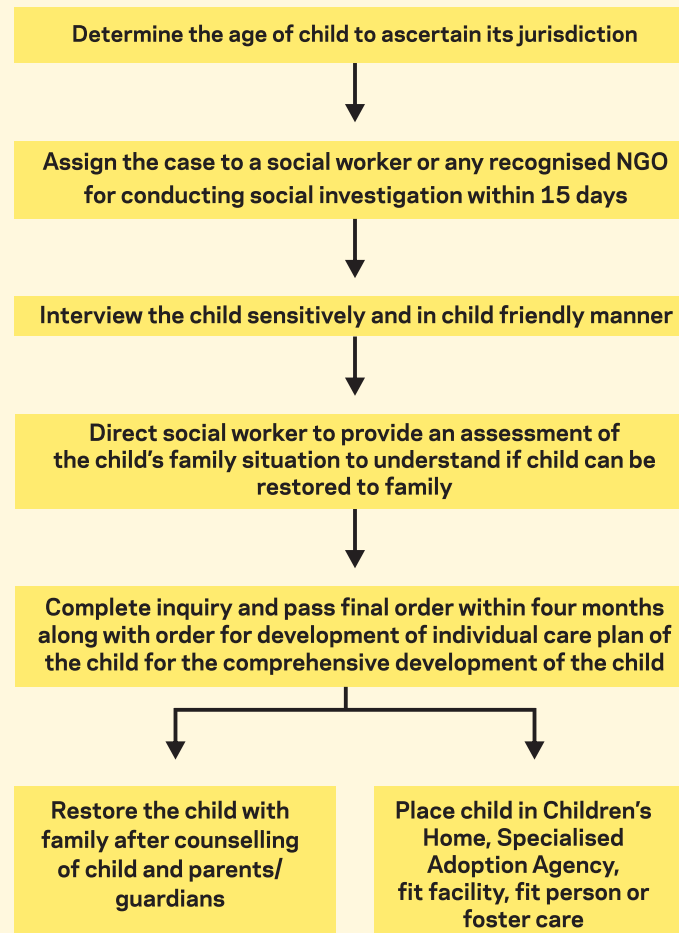 Determine the age of child to ascertain its jurisdiction
Assign the case to a social worker or any recognised NGO
for conducting social investigation within 15 days
Interview the child sensitively and in child friendly manner
Direct social worker to provide an assessment of
the child’s family situation to understand if child can be
restored to family
Complete inquiry and pass final order within four months
along with order for development of individual care plan of
the child for the comprehensive development of the child
Restore the child with
family after counselling
of child and parents/
guardians
Place child in Children’s
Home, Specialised
Adoption Agency,
fit facility, fit person or
foster care